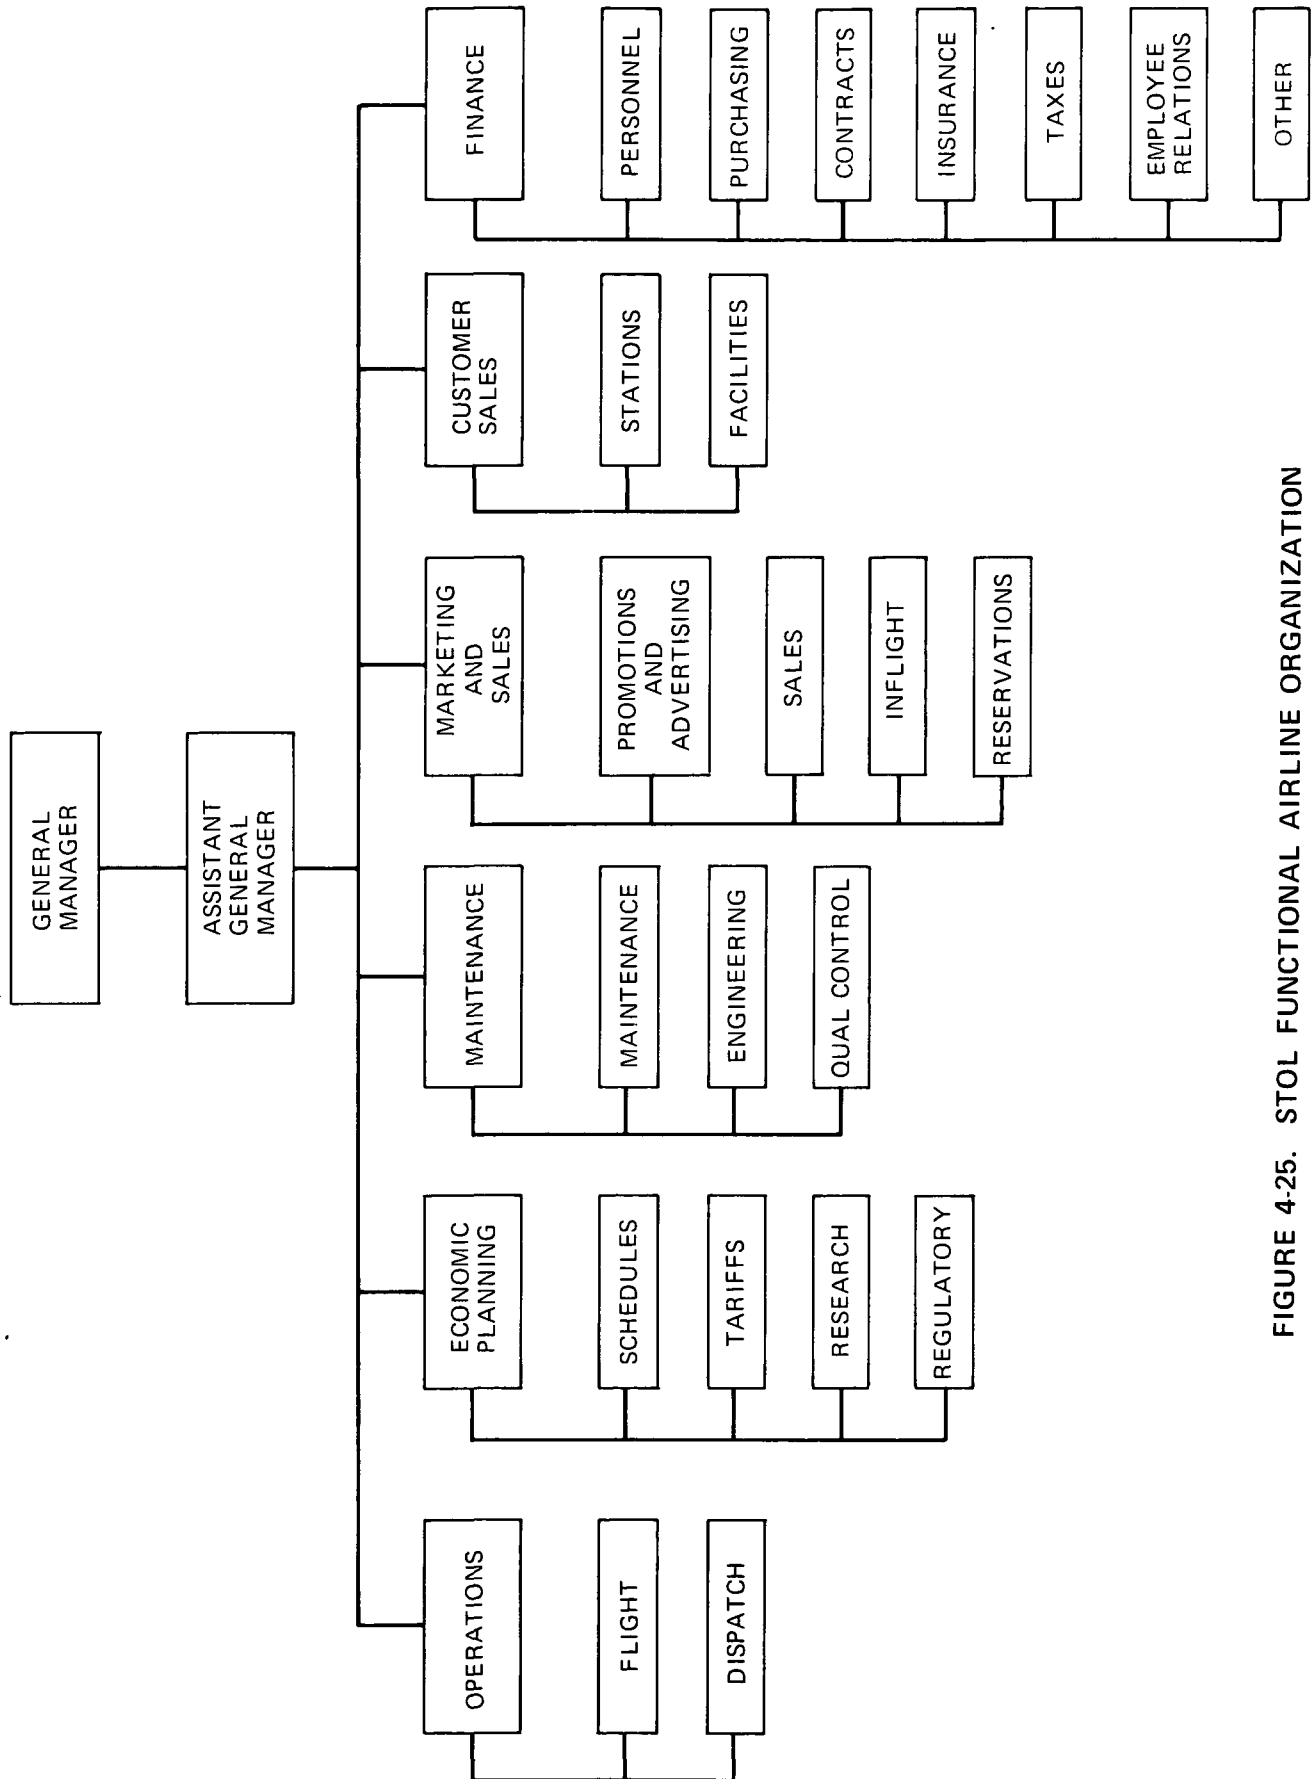 GENERAL
MANAGER
ASSISTANT
GENERAL
MANAGER
OPERATIONS
FLIGHT
DISPATCH
ECONOMIC
PLANNING
SCHEDULES
TARIFFS
RESEARCH
REGULATORY
MAINTENANCE
MAINTENANCE
ENGINEERING
QUAL CONTROL
MARKETING
AND
SALES
PROMOTIONS
AND
ADVERTISING
SALES
INFLIGHT
RESERVATIONS
CUSTOMER
SALES
STATIONS
FACILITIES
FINANCE
PERSONNEL
PURCHASING
CONTRACTS
INSURANCE
TAXES
EMPLOYEE
RELATIONS
OTHER
FIGURE 4-25. STOL FUNCTIONAL AIRLINE ORGANIZATION